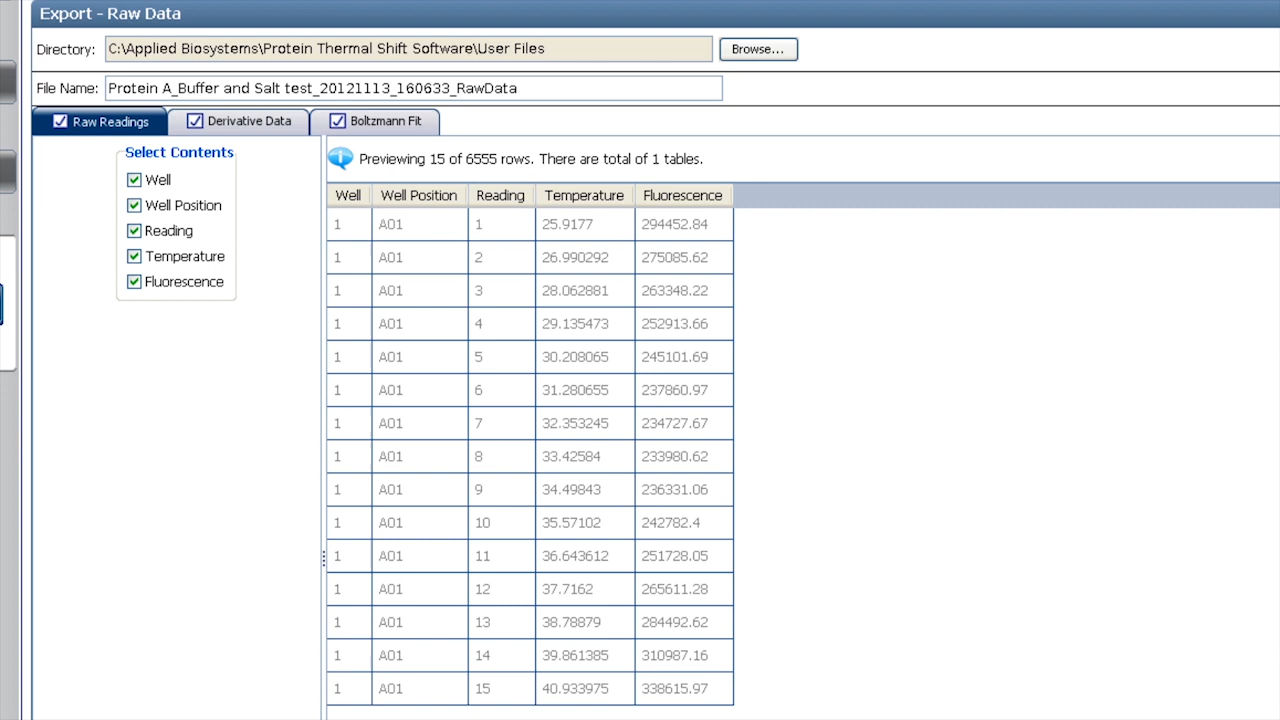 Export - Raw Data
Directory: C:\Applied Biosystems\Protein Thermal Shift Software\User Files Browse...
File Name: Protein A_Buffer and Salt test_20121113_160633_RawData
Raw Readings Derivative Data Boltzmann Fit
Select Contents
Well
Well Position
Reading
Temperature
Fluorescence
Previewing 15 of 6555 rows. There are total of 1 tables.
Well Well Position Reading Temperature Fluorescence
1 A01 1 25.9177 294452.84
1 A01 2 26.990292 275085.62
1 A01 3 28.062881 263348.22
1 A01 4 29.135473 252913.66
1 A01 5 30.208065 245101.69
1 A01 6 31.280655 237860.97
1 A01 7 32.353245 234727.67
1 A01 8 33.42584 233980.62
1 A01 9 34.49843 236331.06
1 A01 10 35.57102 242782.4
1 A01 11 36.643612 251728.05
1 A01 12 37.7162 265611.28
1 A01 13 38.78879 284492.62
1 A01 14 39.861385 310987.16
1 A01 15 40.933975 338615.97